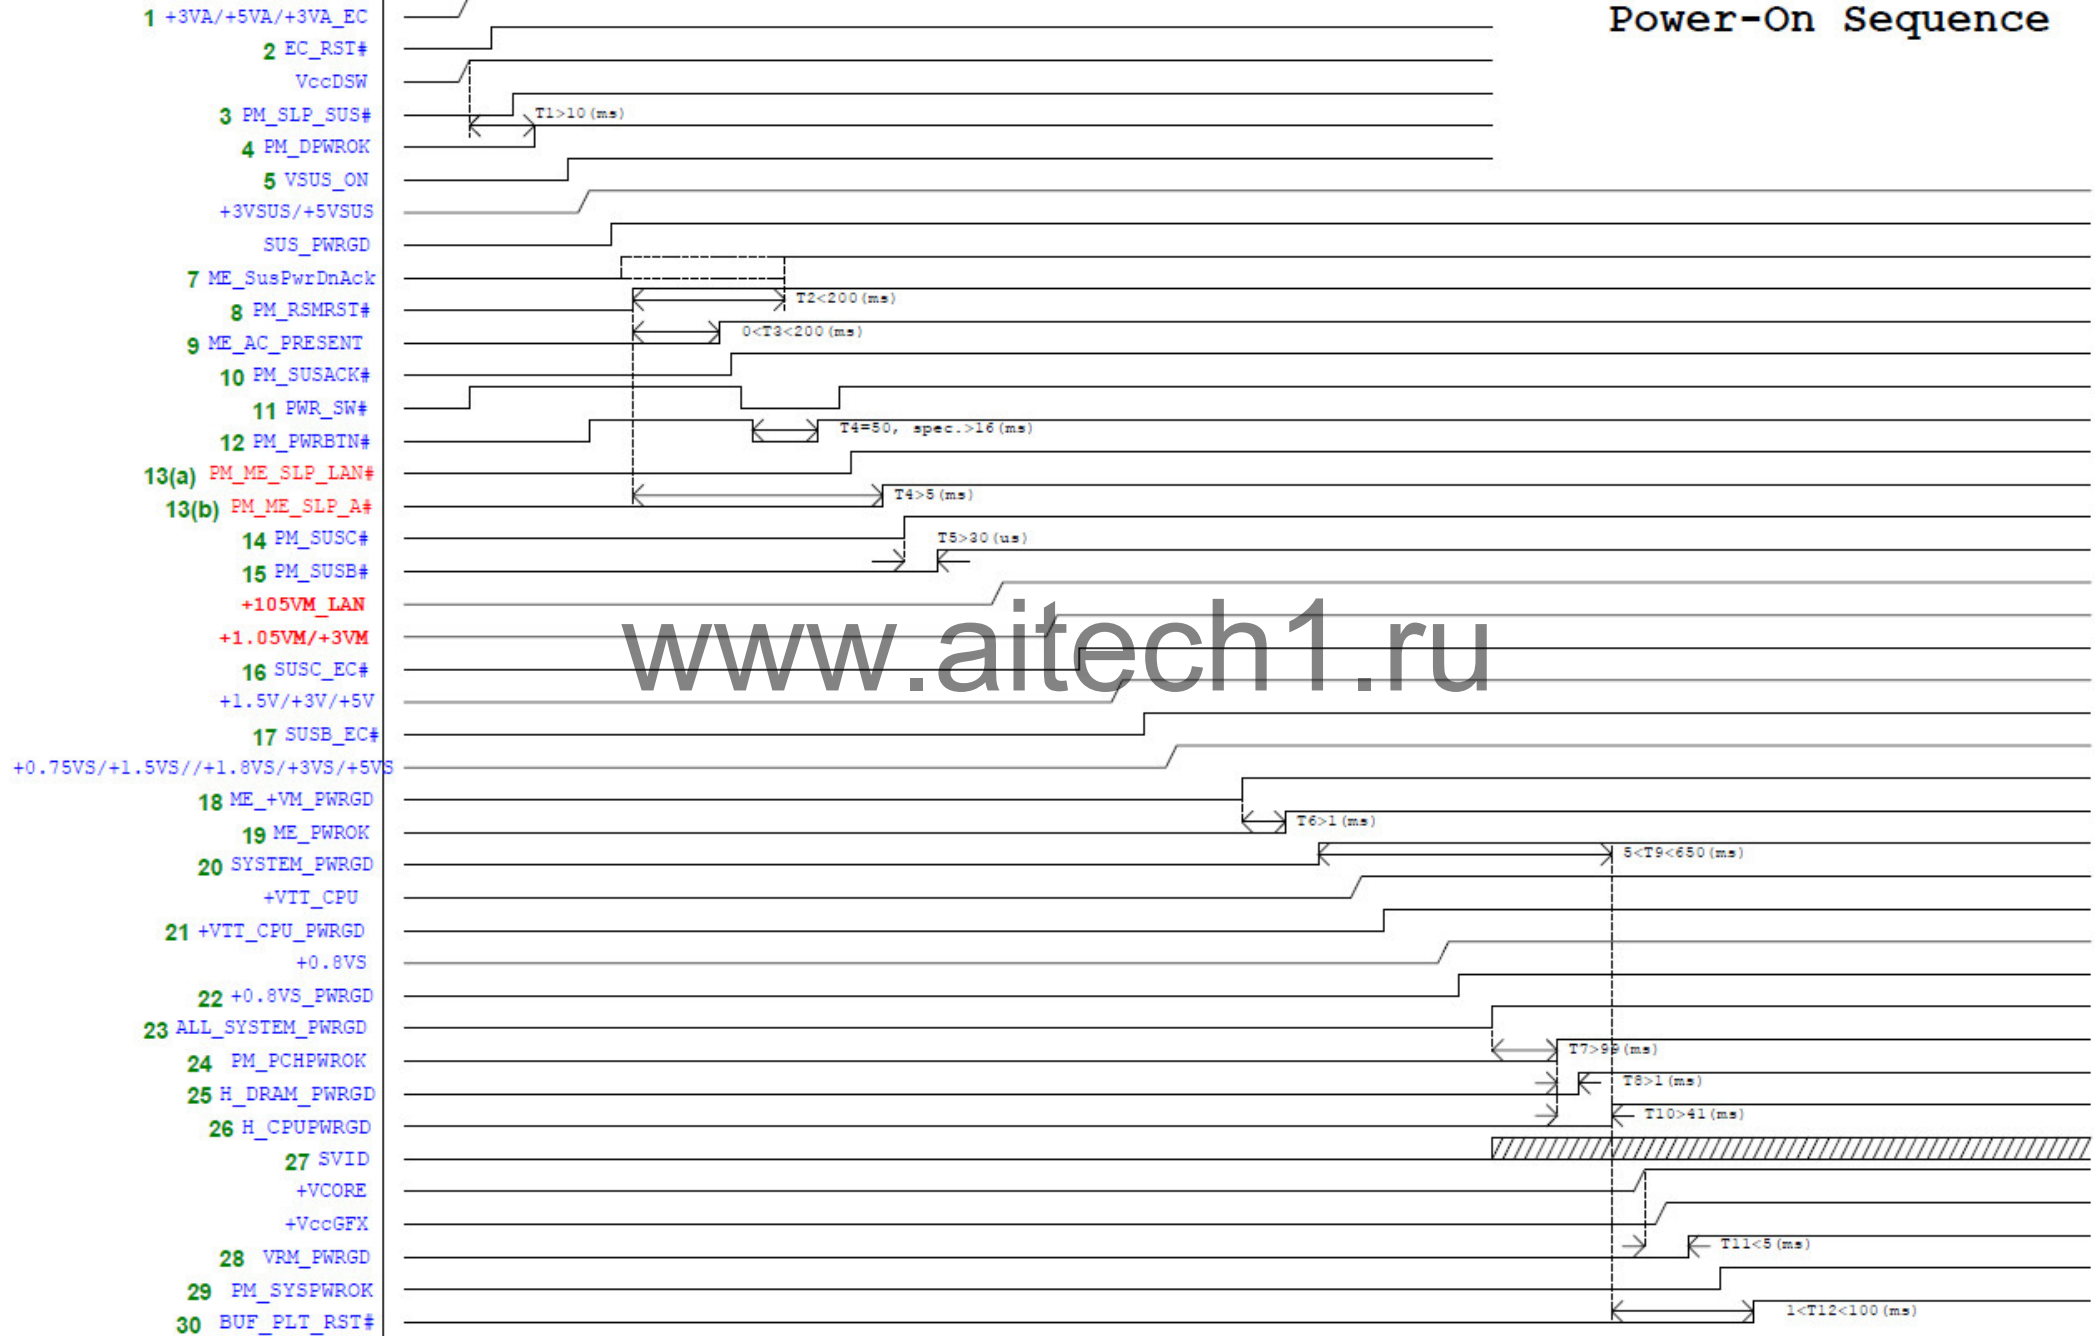 Power-On Sequence
1 +3VA/+5VA/+3VA_EC
2 EC_RST#
VccDSW
3 PM_SLP_SUS#
T1>10(ms)
4 PM_DPWROK
5 VSUS_ON
+3VSUS/+5VSUS
SUS_PWRGD
7 ME_SusPwrDnAck
T2<200(ms)
8 PM_RSMRST#
0<T3<200(ms)
9 ME_AC_PRESENT
10 PM_SUSACK#
11 PWR_SW#
T4=50, spec.>16(ms)
12 PM_PWRBTN#
13(a) PM_ME_SLP_LAN#
T4>5(ms)
13(b) PM_ME_SLP_A#
14 PM_SUSC#
T5>30(us)
15 PM_SUSB#
+105VM_LAN
+1.05VM/+3VM
www.aitech1.ru
16 SUSC_EC#
+1.5V/+3V/+5V
17 SUSB_EC#
+0.75VS/+1.5VS//+1.8VS/+3VS/+5VS
18 ME_+VM_PWRGD
T6>1(ms)
19 ME_PWROK
5<T9<650(ms)
20 SYSTEM_PWRGD
+VTT_CPU
21 +VTT_CPU_PWRGD
+0.8VS
22 +0.8VS_PWRGD
23 ALL_SYSTEM_PWRGD
T7>99(ms)
24 PM_PCHPWROK
T8>1(ms)
25 H_DRAM_PWRGD
T10>41(ms)
26 H_CPUPWRGD
27 SVID
+VCORE
+VccGFX
T11<5(ms)
28 VRM_PWRGD
29 PM_SYSPWROK
1<T12<100(ms)
30 BUF_PLT_RST#